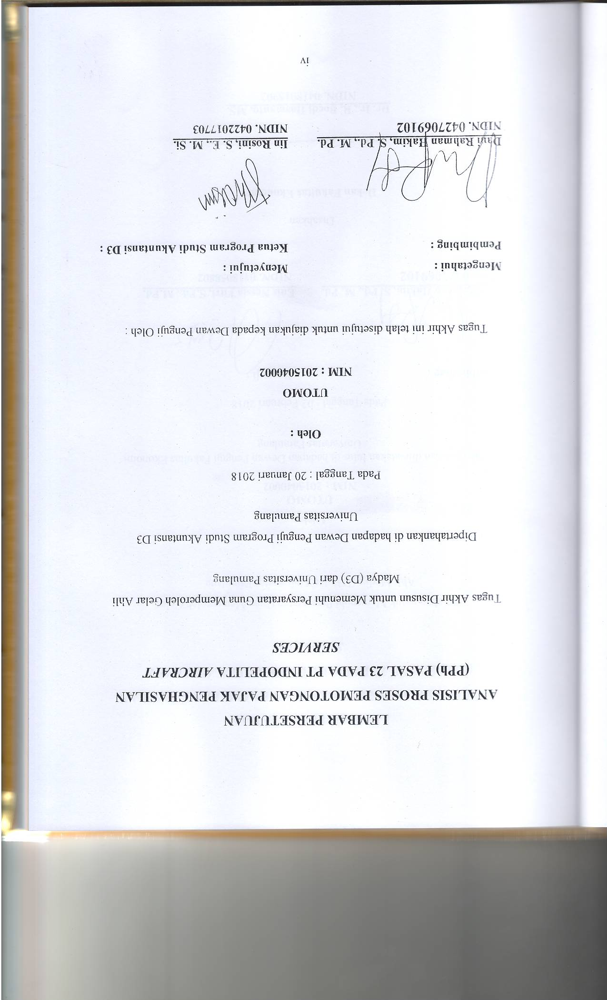 LEMBAR PERSETUJUAN
ANALISIS PROSES PEMOTONGAN PAJAK PENGHASILAN
(PPh) PASAL 23 PADA PT INDOPELITA AIRCRAFT
SERVICES
Tugas Akhir Disusun untuk Memenuhi Persyaratan Guna Memperoleh Gelar Ahli
Madya (D3) dari Universitas Pamulang
Dipertahankan di hadapan Dewan Penguji Program Studi Akuntansi D3
Universitas Pamulang
Pada Tanggal : 20 Januari 2018
Oleh :
UTOMO
NIM : 2015040002
Tugas Akhir ini telah disetujui untuk diajukan kepada Dewan Penguji Oleh :
Mengetahui :
Pembimbing :
Dani Rahman Hakim, S. Pd., M. Pd.
NIDN. 0427069102
Menyetujui :
Ketua Program Studi Akuntansi D3 :
Iin Rosini, S. E., M. Si.
NIDN. 0422017703
iv